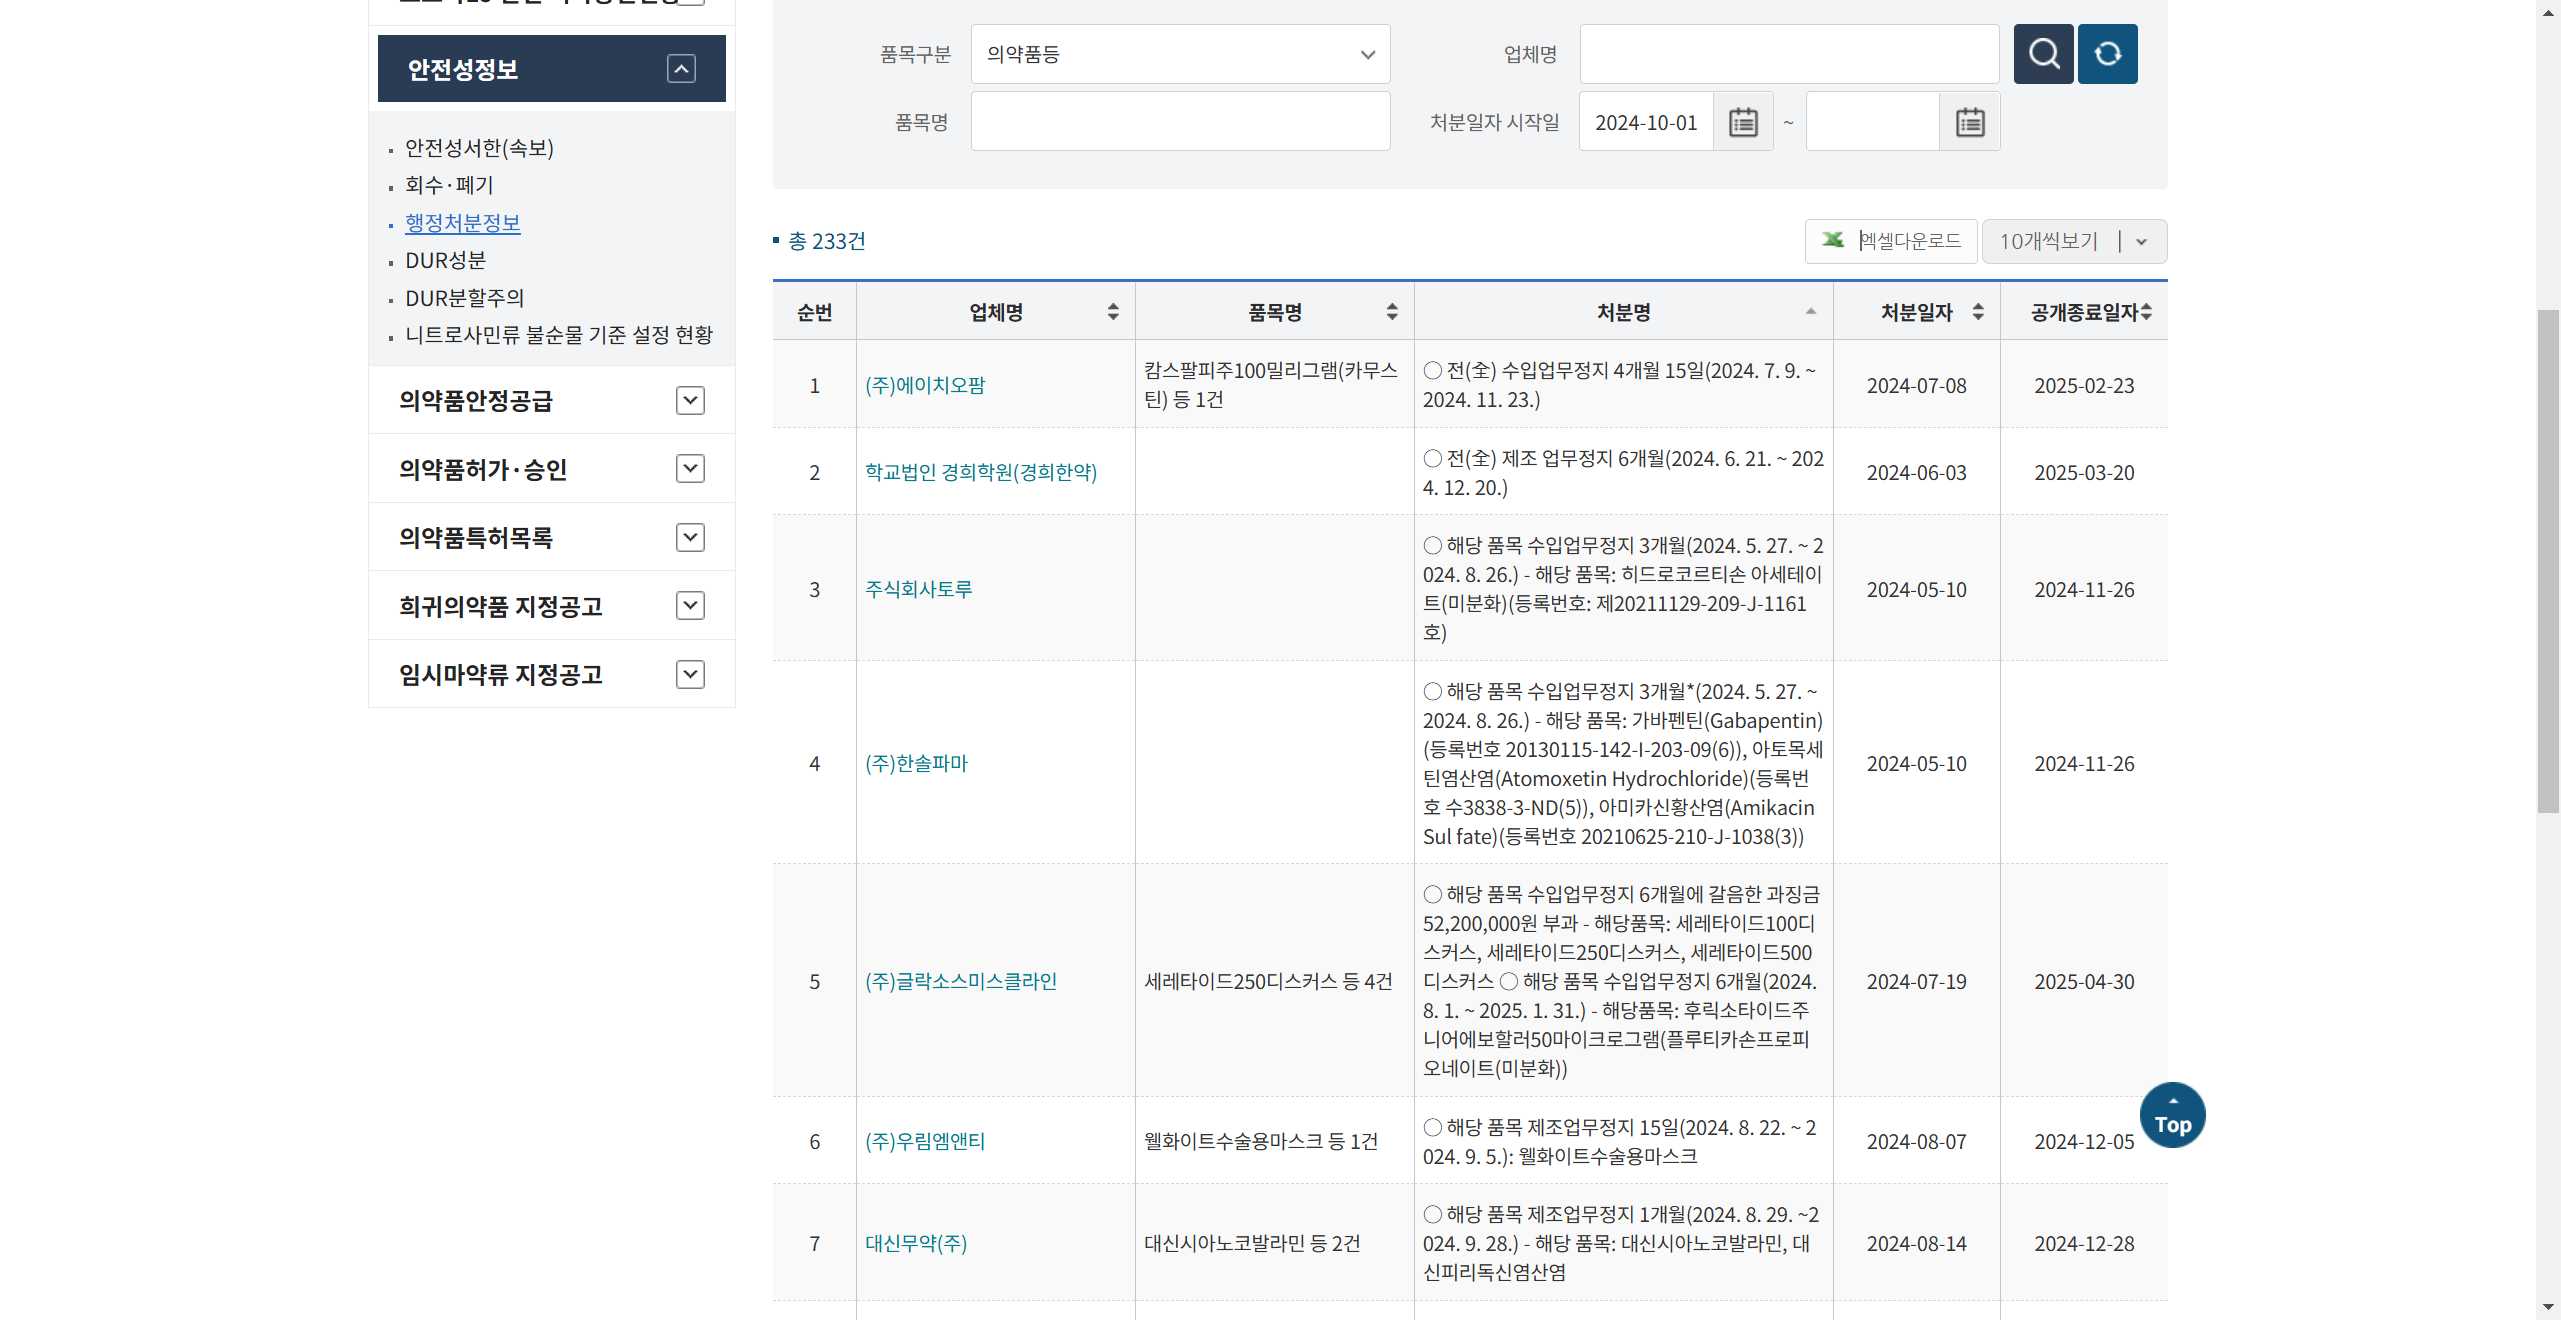 안전성정보
안전성서한(속보)
회수·폐기
행정처분정보
DUR성분
DUR분할주의
니트로사민류 불순물 기준 설정 현황
의약품안정공급
의약품허가·승인
의약품특허목록
희귀의약품 지정공고
임시마약류 지정공고
품목구분 의약품등 업체명
품목명 처분일자 시작일 2024-10-01 ~
총 233건 엑셀다운로드 10개씩보기
순번 업체명 품목명 처분명 처분일자 공개종료일자
1 (주)에이치오팜
캄스팔피주100밀리그램(카무스
틴) 등 1건
○ 전(全) 수입업무정지 4개월 15일(2024. 7. 9. ~
2024. 11. 23.)
2024-07-08 2025-02-23
2 학교법인 경희학원(경희한약)
○ 전(全) 제조 업무정지 6개월(2024. 6. 21. ~ 202
4. 12. 20.)
2024-06-03 2025-03-20
3 주식회사토루
○ 해당 품목 수입업무정지 3개월(2024. 5. 27. ~ 2
024. 8. 26.) - 해당 품목: 히드로코르티손 아세테이
트(미분화)(등록번호: 제20211129-209-J-1161
호)
2024-05-10 2024-11-26
4 (주)한솔파마
○ 해당 품목 수입업무정지 3개월*(2024. 5. 27. ~
2024. 8. 26.) - 해당 품목: 가바펜틴(Gabapentin)
(등록번호 20130115-142-I-203-09(6)), 아토목세
틴염산염(Atomoxetin Hydrochloride)(등록번
호 수3838-3-ND(5)), 아미카신황산염(Amikacin
Sul fate)(등록번호 20210625-210-J-1038(3))
2024-05-10 2024-11-26
5 (주)글락소스미스클라인
세레타이드250디스커스 등 4건
○ 해당 품목 수입업무정지 6개월에 갈음한 과징금
52,200,000원 부과 - 해당품목: 세레타이드100디
스커스, 세레타이드250디스커스, 세레타이드500
디스커스 ○ 해당 품목 수입업무정지 6개월(2024.
8. 1. ~ 2025. 1. 31.) - 해당품목: 후릭소타이드주
니어에보할러50마이크로그램(플루티카손프로피
오네이트(미분화))
2024-07-19 2025-04-30
6 (주)우림엠앤티
웰화이트수술용마스크 등 1건
○ 해당 품목 제조업무정지 15일(2024. 8. 22. ~ 2
024. 9. 5.): 웰화이트수술용마스크
2024-08-07 2024-12-05
Top
7 대신무약(주)
대신시아노코발라민 등 2건
○ 해당 품목 제조업무정지 1개월(2024. 8. 29. ~2
024. 9. 28.) - 해당 품목: 대신시아노코발라민, 대
신피리독신염산염
2024-08-14 2024-12-28